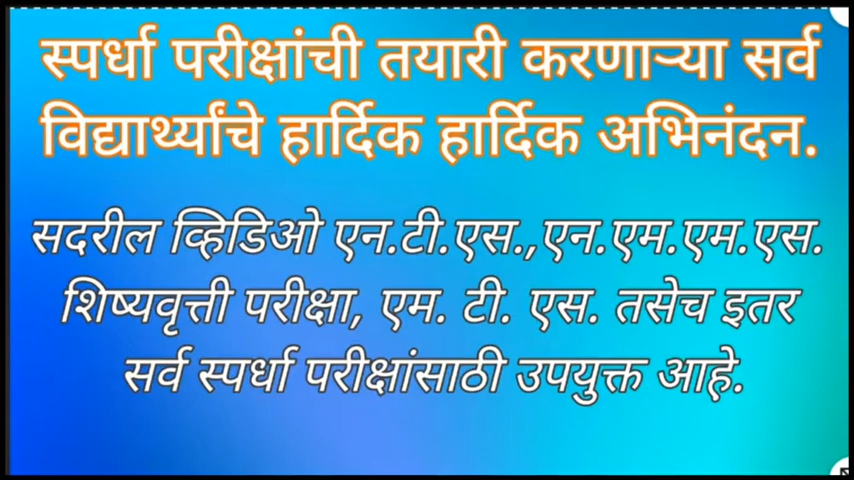 स्पर्धा परीक्षांची तयारी करणाऱ्या सर्व
विद्यार्थ्यांचे हार्दिक हार्दिक अभिनंदन.
सदरील व्हिडिओ एन.टी.एस.,एन.एम.एम.एस.
शिष्यवृत्ती परीक्षा, एम. टी. एस. तसेच इतर
सर्व स्पर्धा परीक्षांसाठी उपयुक्त आहे.